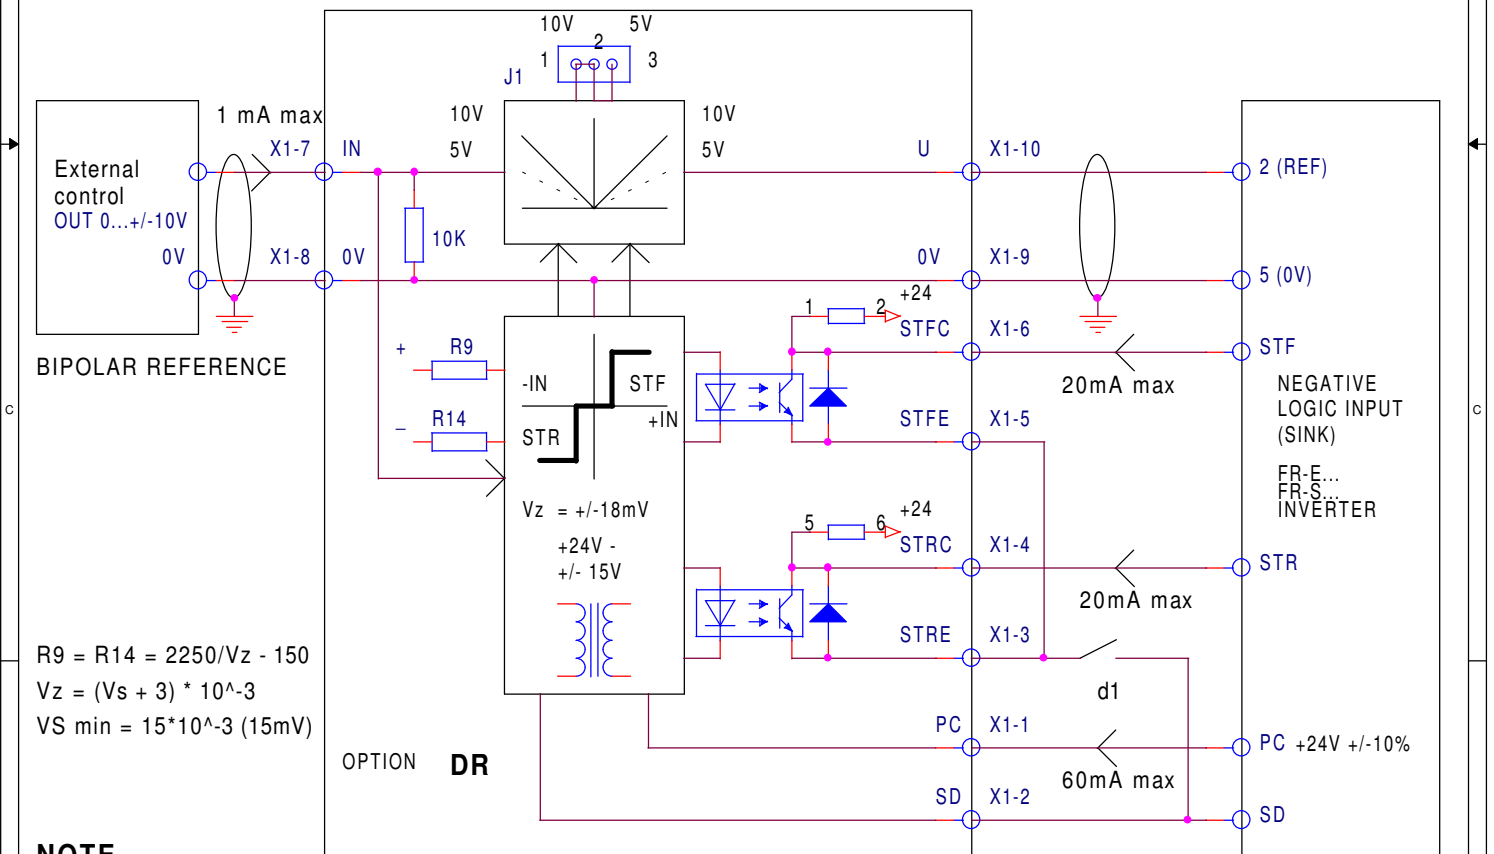 10V 5V
2
1 3
J1
1 mA max
10V 10V
X1-7 IN 5V 5V U X1-10
External
control
OUT 0...+/-10V
2 (REF)
10K
0V X1-8 0V 0V X1-9
5 (0V)
+24
1 2
STFC X1-6
STF
BIPOLAR REFERENCE
+ R9
-IN STF
20mA max
NEGATIVE
LOGIC INPUT
(SINK)
C C
_ R14 +IN STFE X1-5
STR
FR-E...
FR-S...
INVERTER
Vz = +/-18mV
+24
5 6
+24V -
+/- 15V
STRC X1-4
STR
20mA max
STRE X1-3
R9 = R14 = 2250/Vz - 150
Vz = (Vs + 3) * 10^-3
VS min = 15*10^-3 (15mV)
d1
PC X1-1
PC +24V +/-10%
OPTION DR
60mA max
SD X1-2
SD
NOTE